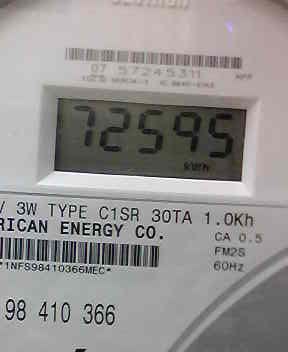 07 57245311
72595
kWh
V 3W TYPE C1SR 30TA 1.0Kh
RICAN ENERGY CO.
CA 0.5
FM2S
60Hz
*1NFS98410366MEC*
98 410 366